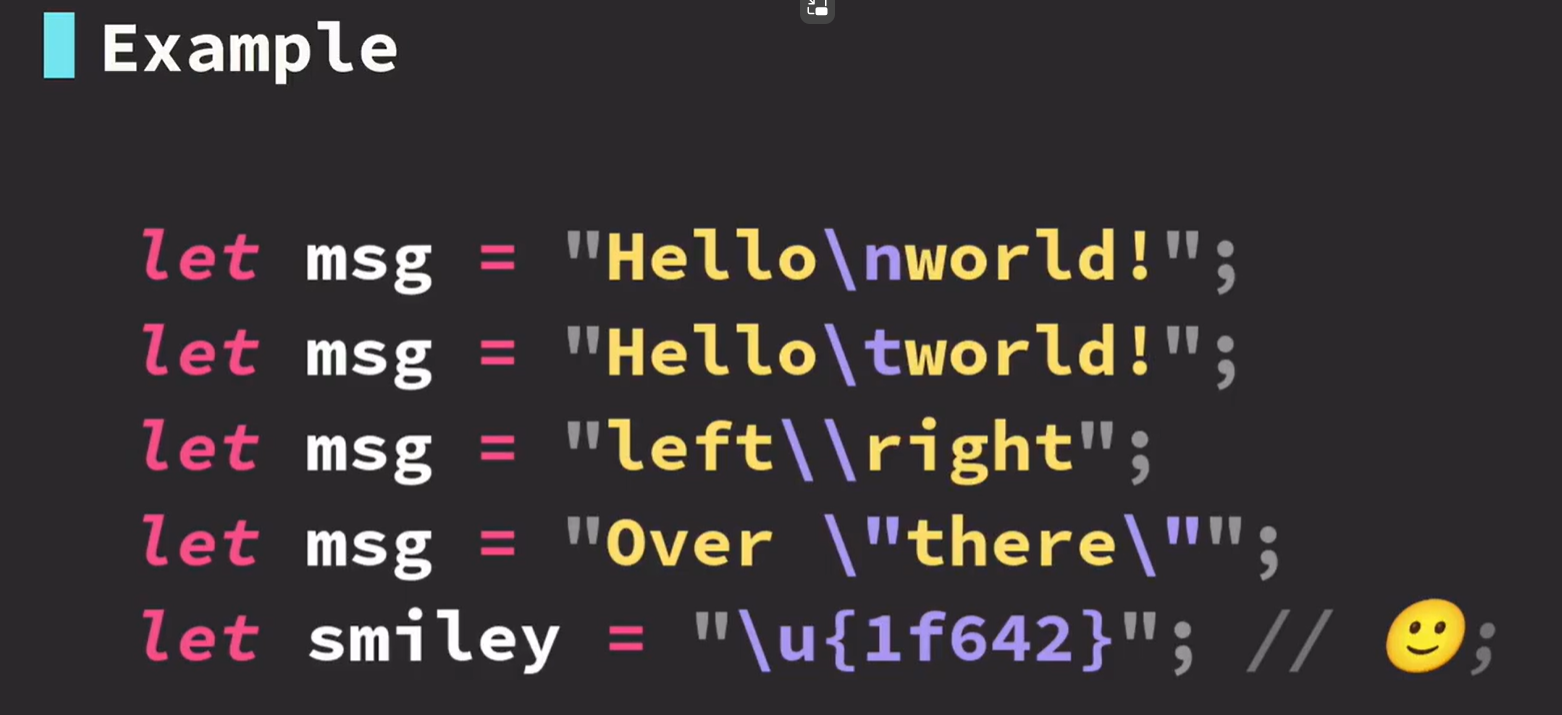 Example
let msg = "Hello\nworld!";
let msg = "Hello\tworld!";
let msg = "left\\right";
let msg = "Over \"there\"";
let smiley = "\u{1f642}"; // 🙂;